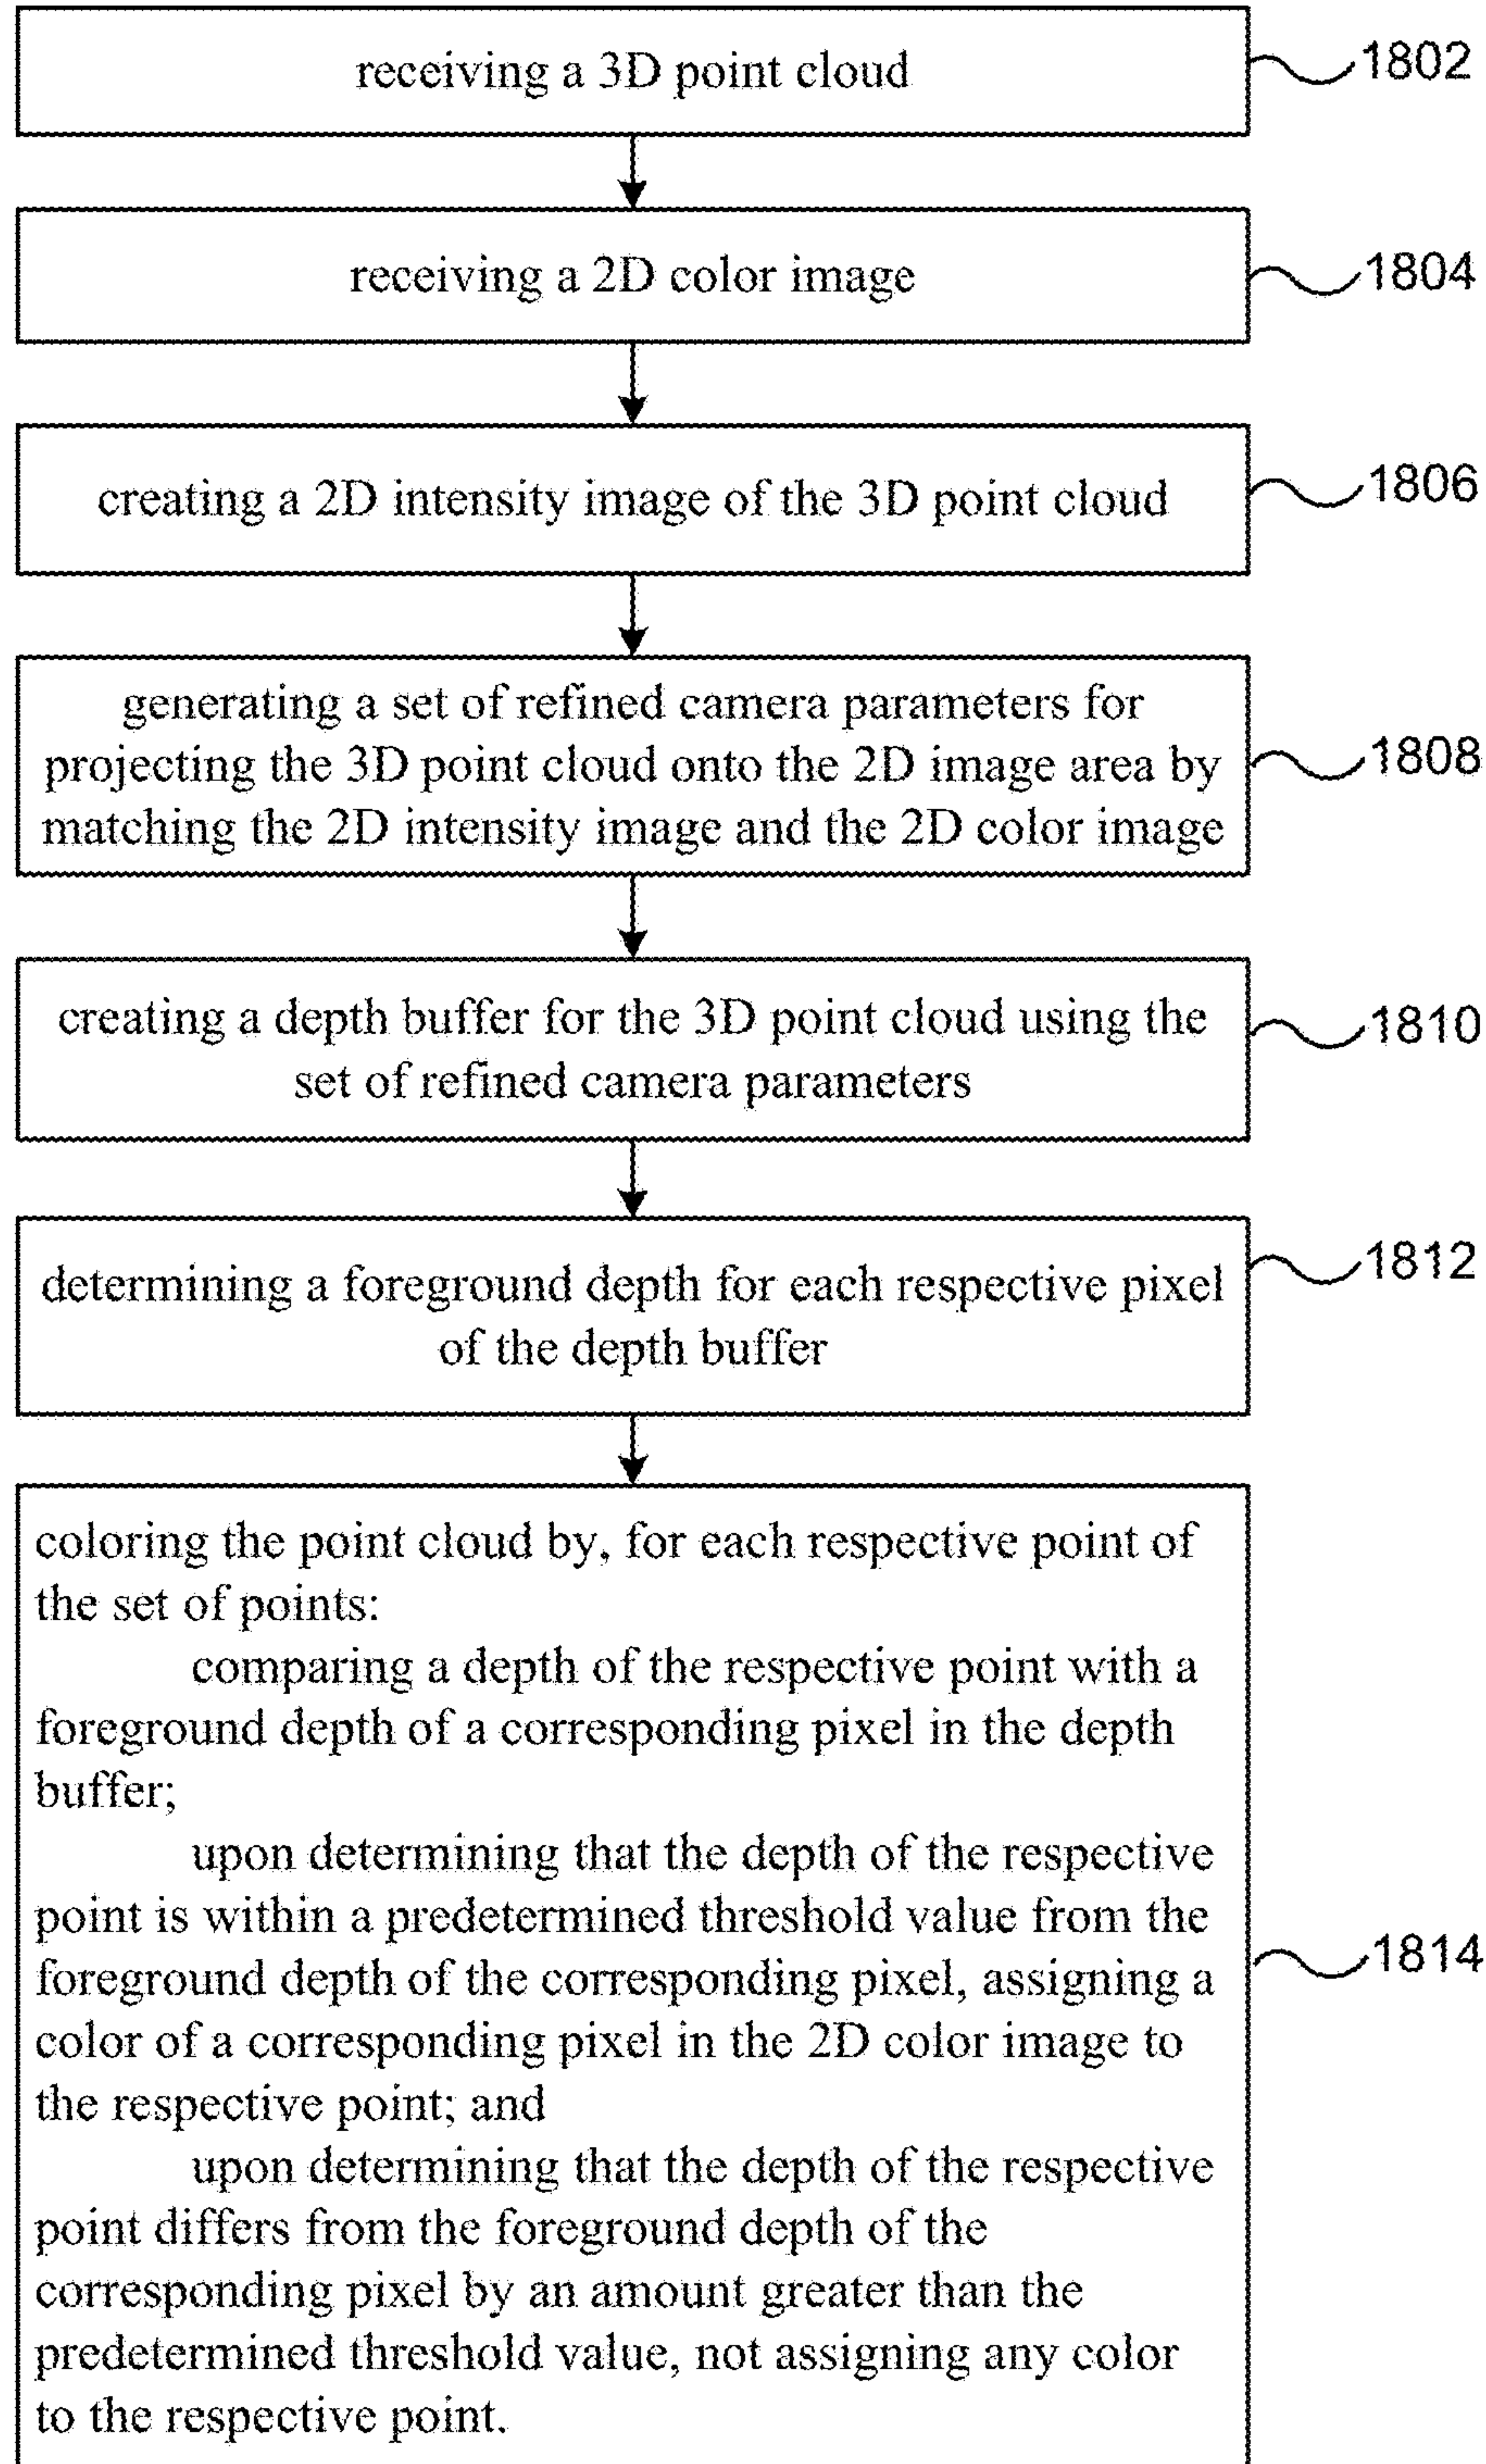 receiving a 3D point cloud
1802
receiving a 2D color image
1804
creating a 2D intensity image of the 3D point cloud
1806
generating a set of refined camera parameters for
projecting the 3D point cloud onto the 2D image area by
matching the 2D intensity image and the 2D color image
1808
creating a depth buffer for the 3D point cloud using the
set of refined camera parameters
1810
determining a foreground depth for each respective pixel
of the depth buffer
1812
coloring the point cloud by, for each respective point of
the set of points:
comparing a depth of the respective point with a
foreground depth of a corresponding pixel in the depth
buffer;
upon determining that the depth of the respective
point is within a predetermined threshold value from the
foreground depth of the corresponding pixel, assigning a
color of a corresponding pixel in the 2D color image to
the respective point; and
upon determining that the depth of the respective
point differs from the foreground depth of the
corresponding pixel by an amount greater than the
predetermined threshold value, not assigning any color
to the respective point.
1814